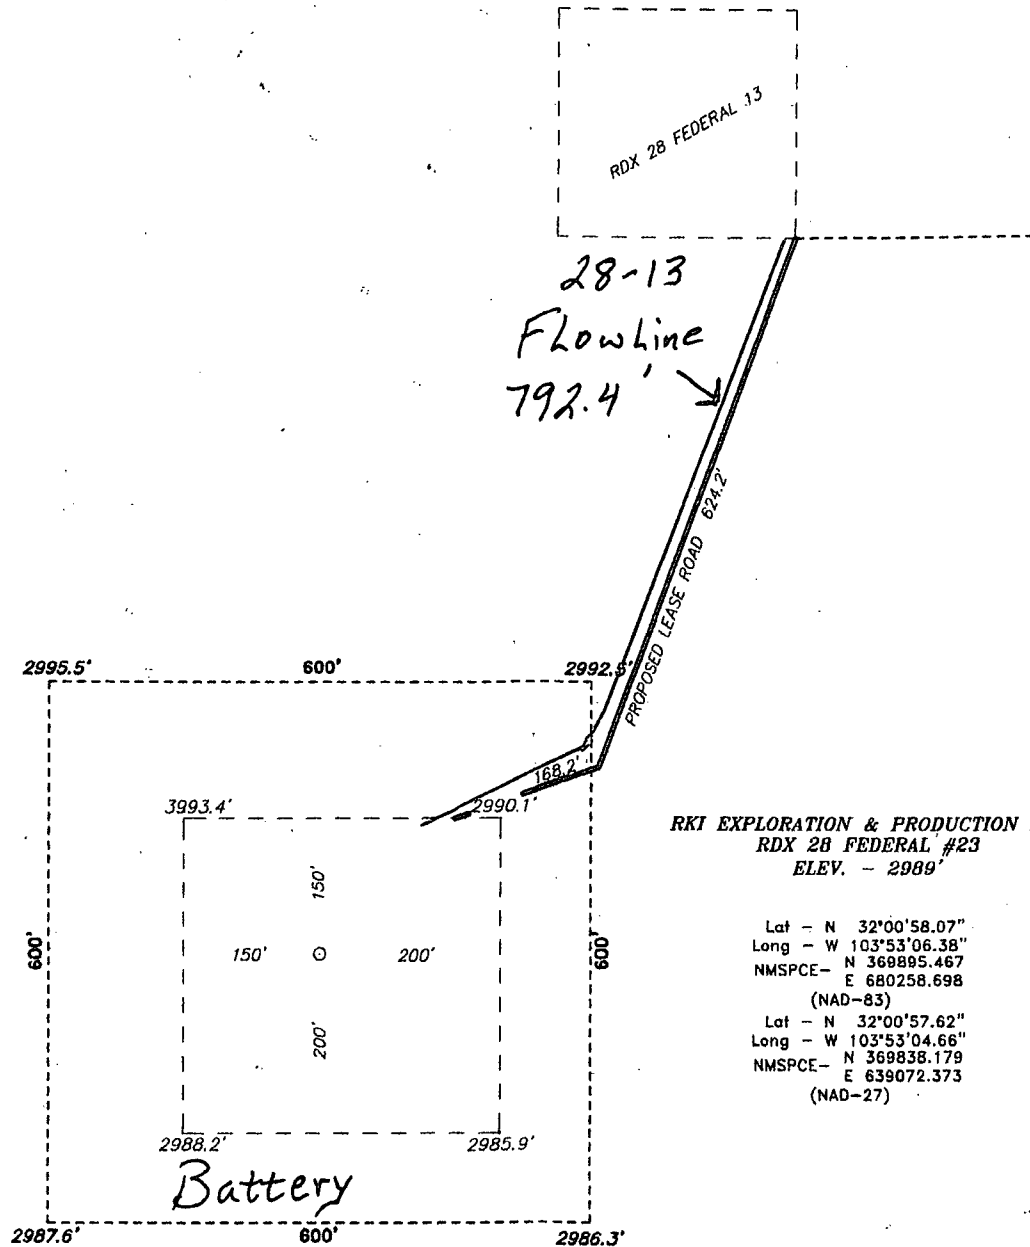 RDX 28 FEDERAL 13
28-13
FLowLine
792.4'
PROPOSED LEASE ROAD 624.2'
2995.5'
600'
2992.5'
168.2'
3993.4'
2990.1'
RKI EXPLORATION & PRODUCTION
RDX 28 FEDERAL #23
ELEV. - 2989'
150'
600'
150'
200'
600'
200'
Lat - N 32°00'58.07"
Long - W 103°53'06.38"
NMSPCE- N 369895.467
E 680258.698
(NAD-83)
Lat - N 32°00'57.62"
Long - W 103°53'04.66"
NMSPCE- N 369838.179
E 639072.373
(NAD-27)
2988.2'
2985.9'
Battery
2987.6'
600'
2986.3'